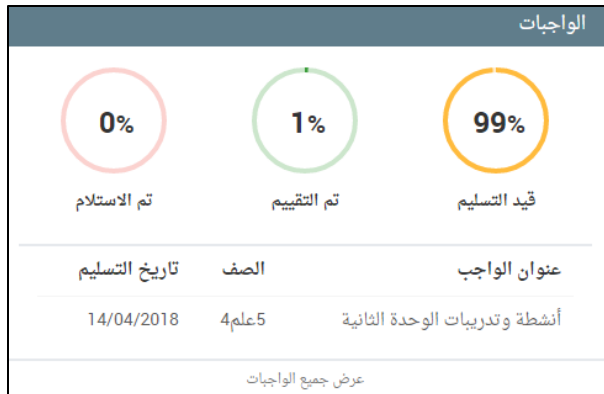 الواجبات
99% 1% 0%
قيد التسليم تم التقييم تم الاستلام
عنوان الواجب الصف تاريخ التسليم
أنشطة وتدريبات الوحدة الثانية 5علم4 14/04/2018
عرض جميع الواجبات